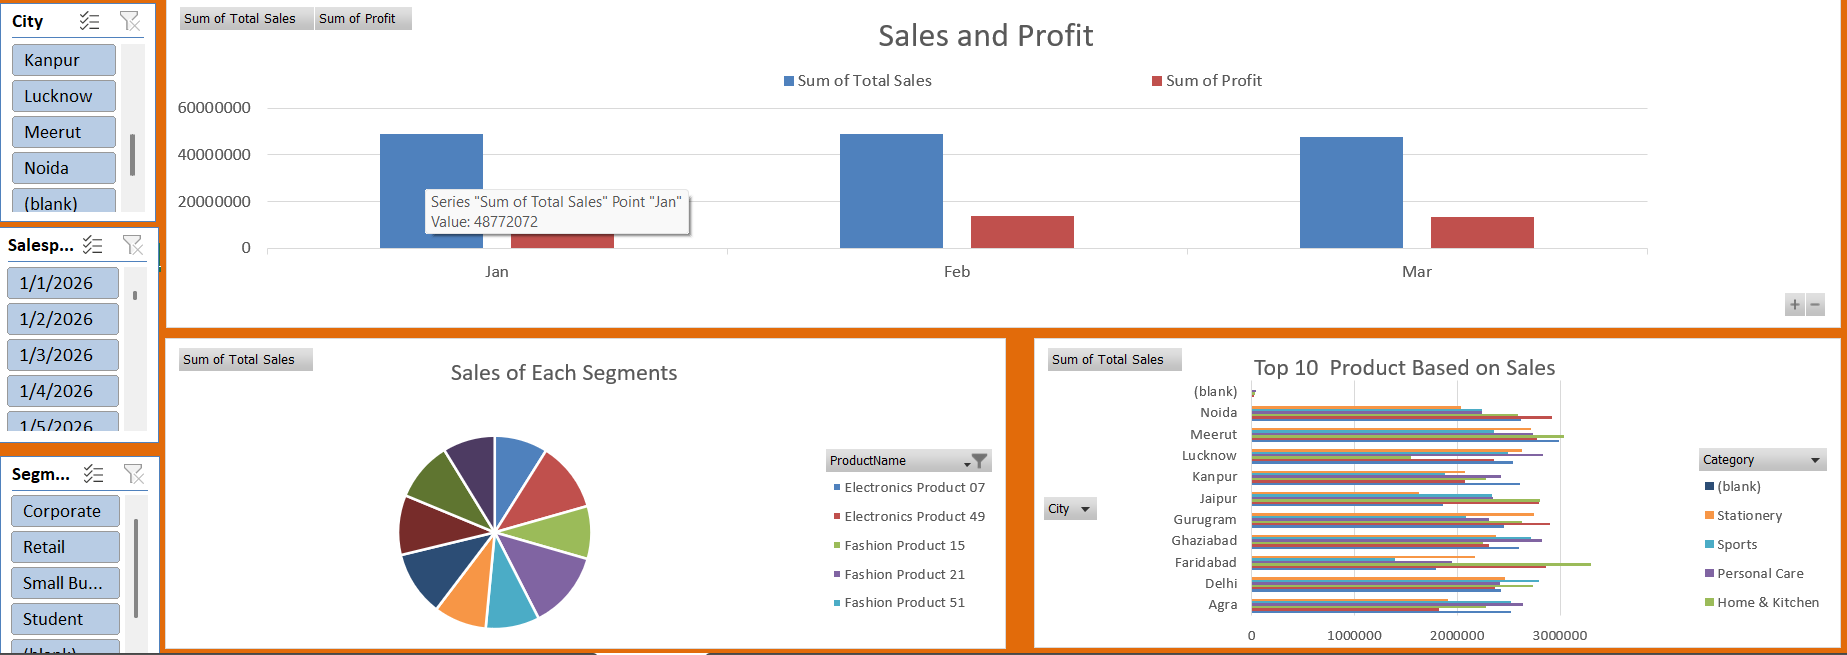 City
Kanpur
Lucknow
Meerut
Noida
(blank)
Salesp...
1/1/2026
1/2/2026
1/3/2026
1/4/2026
1/5/2026
Segm...
Corporate
Retail
Small Bu...
Student
(blank)
Sum of Total Sales
Sum of Profit
Sales and Profit
Sum of Total Sales
Sum of Profit
60000000
40000000
20000000
0
Series "Sum of Total Sales" Point "Jan"
Value: 48772072
Jan
Feb
Mar
+ −
Sum of Total Sales
Sales of Each Segments
ProductName
Electronics Product 07
Electronics Product 49
Fashion Product 15
Fashion Product 21
Fashion Product 51
Sum of Total Sales
Top 10  Product Based on Sales
City
(blank)
Noida
Meerut
Lucknow
Kanpur
Jaipur
Gurugram
Ghaziabad
Faridabad
Delhi
Agra
0
1000000
2000000
3000000
Category
(blank)
Stationery
Sports
Personal Care
Home & Kitchen